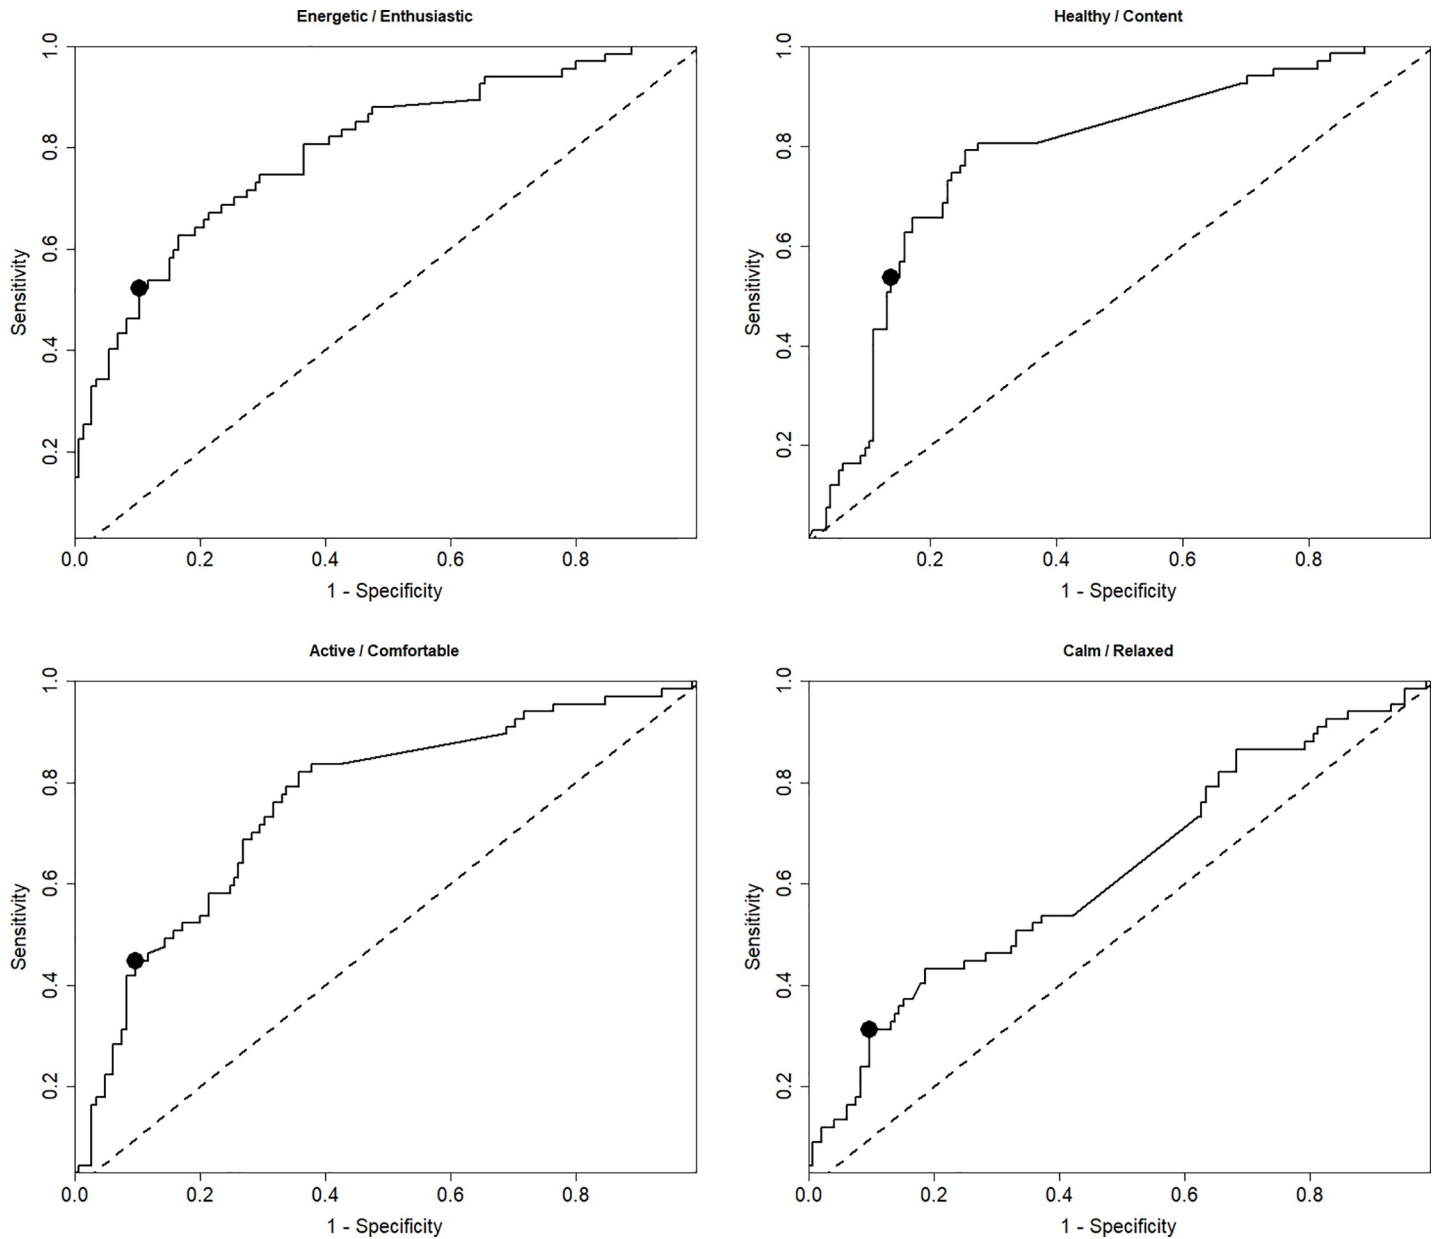 Energetic / Enthusiastic
1.0
0.8
0.6
0.4
0.2
Sensitivity
0.0 0.2 0.4 0.6 0.8
1 - Specificity
Healthy / Content
1.0
0.8
0.6
0.4
0.2
Sensitivity
0.2 0.4 0.6 0.8
1 - Specificity
Active / Comfortable
1.0
0.8
0.6
0.4
0.2
Sensitivity
0.0 0.2 0.4 0.6 0.8
1 - Specificity
Calm / Relaxed
1.0
0.8
0.6
0.4
0.2
Sensitivity
0.0 0.2 0.4 0.6 0.8
1 - Specificity